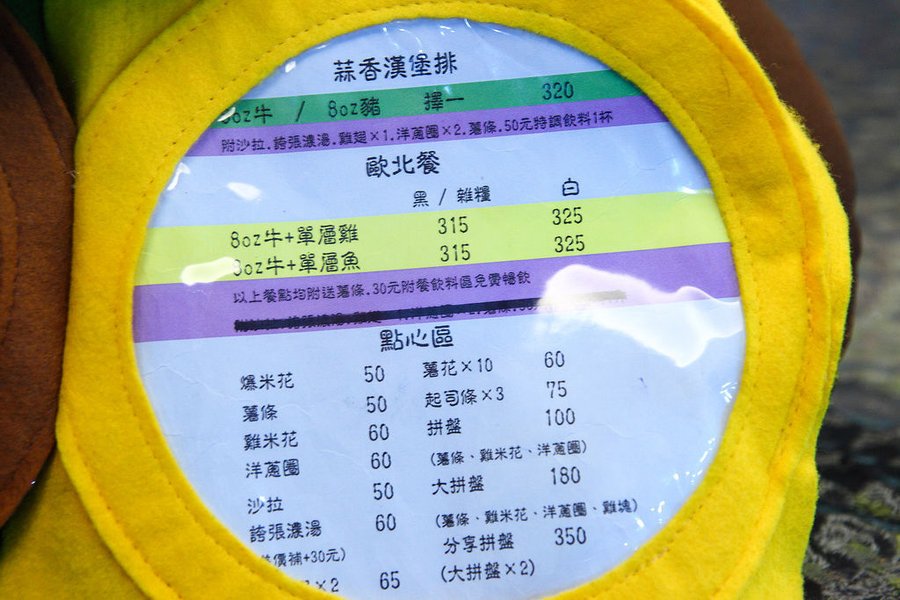 蒜香漢堡排
8oz牛 / 8oz豬 擇一 320
附沙拉.誇張濃湯.雞翅×1.洋蔥圈×2.薯條.50元特調飲料1杯
歐北餐
黑 / 雜糧 白
8oz牛+單層雞 315 325
8oz牛+單層魚 315 325
以上餐點均附送薯條.30元附餐飲料區免費暢飲
點心區
爆米花 50 薯花×10 60
薯條 50 起司條×3 75
雞米花 60 拼盤 100
洋蔥圈 60 (薯條、雞米花、洋蔥圈)
沙拉 50 大拼盤 180
誇張濃湯 60 (薯條、雞米花、洋蔥圈、雞塊)
價補+30元) 分享拼盤 350
×2 65 (大拼盤×2)